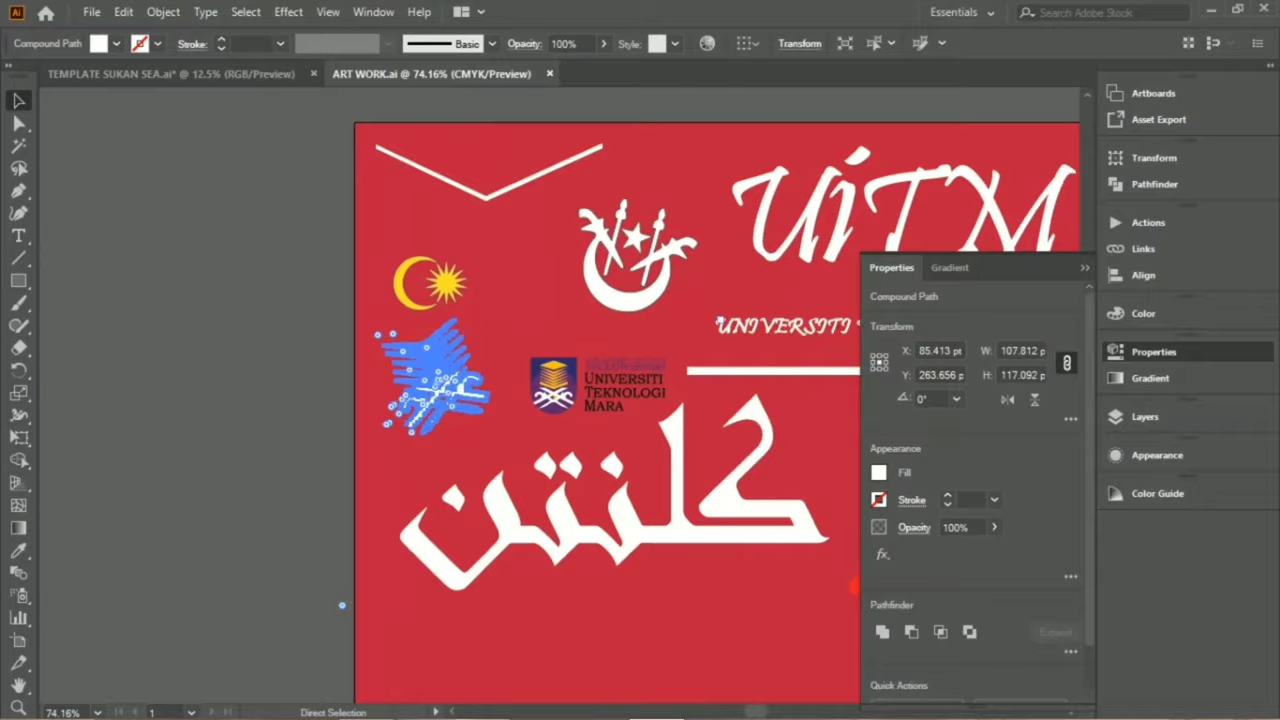 File Edit Object Type Select Effect View Window Help
Essentials
Search Adobe Stock
Compound Path
Stroke:
Basic
Opacity: 100%
Style:
Transform
TEMPLATE SUKAN SEA.ai* @ 12.5% (RGB/Preview)
ART WORK.ai @ 74.16% (CMYK/Preview)
UiTM
UNIVERSITI
UNIVERSITI
TEKNOLOGI
MARA
كلنتن
Properties
Gradient
Compound Path
Transform
X: 85.413 pt
W: 107.812 p
Y: 263.656 p
H: 117.092 p
0°
Appearance
Fill
Stroke
Opacity 100%
fx.
Pathfinder
Expand
Quick Actions
Artboards
Asset Export
Transform
Pathfinder
Actions
Links
Align
Color
Properties
Gradient
Layers
Appearance
Color Guide
74.16%
1
Direct Selection